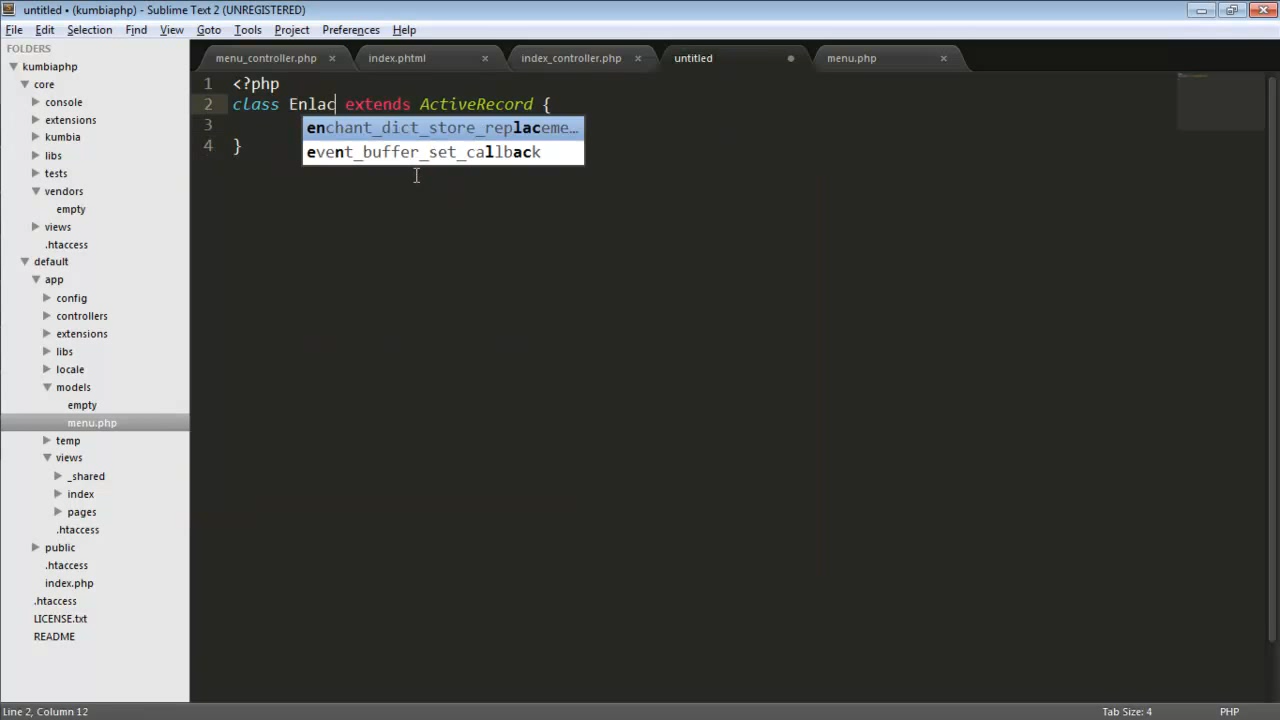 untitled • (kumbiaphp) - Sublime Text 2 (UNREGISTERED)
File Edit Selection Find View Goto Tools Project Preferences Help
FOLDERS
kumbiaphp
core
console
extensions
kumbia
libs
tests
vendors
empty
views
.htaccess
default
app
config
controllers
extensions
libs
locale
models
empty
menu.php
temp
views
_shared
index
pages
.htaccess
public
.htaccess
index.php
.htaccess
LICENSE.txt
README
menu_controller.php × index.phtml × index_controller.php × untitled menu.php ×
1 <?php
2 class Enlac extends ActiveRecord {
3
4 }
enchant_dict_store_replaceme…
event_buffer_set_callback
Line 2, Column 12 Tab Size: 4 PHP